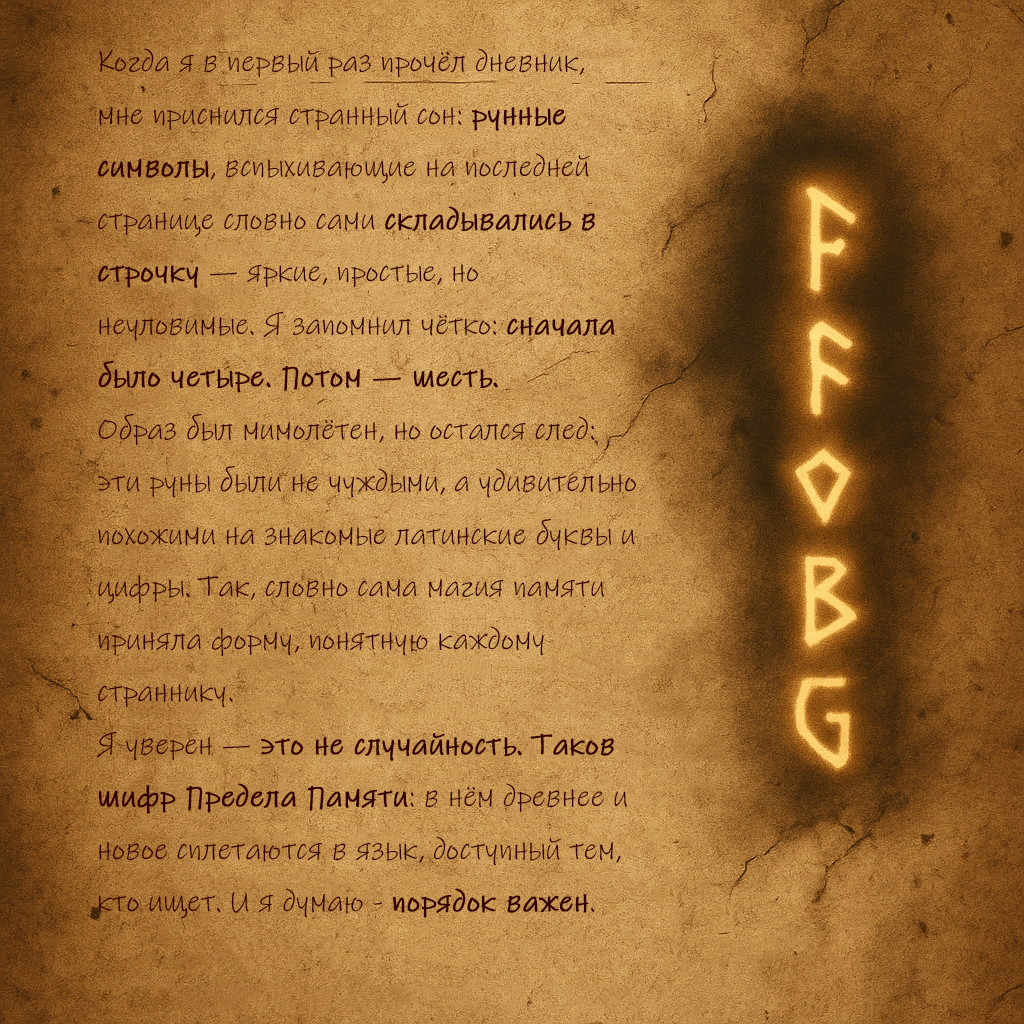 Когда я в первый раз прочёл дневник,
мне приснился странный сон: рунные
символы, вспыхивающие на последней
странице словно сами складывались в
строчку — яркие, простые, но
неуловимые. Я запомнил чётко: сначала
было четыре. Потом — шесть.
Образ был мимолётен, но остался след:
эти руны были не чуждыми, а удивительно
похожими на знакомые латинские буквы и
цифры. Так, словно сама магия памяти
приняла форму, понятную каждому
страннику.
Я уверен — это не случайность. Таков
шифр Предела Памяти: в нём древнее и
новое сплетаются в язык, доступный тем,
кто ищет. И я думаю - порядок важен.
F
F
O
B
G